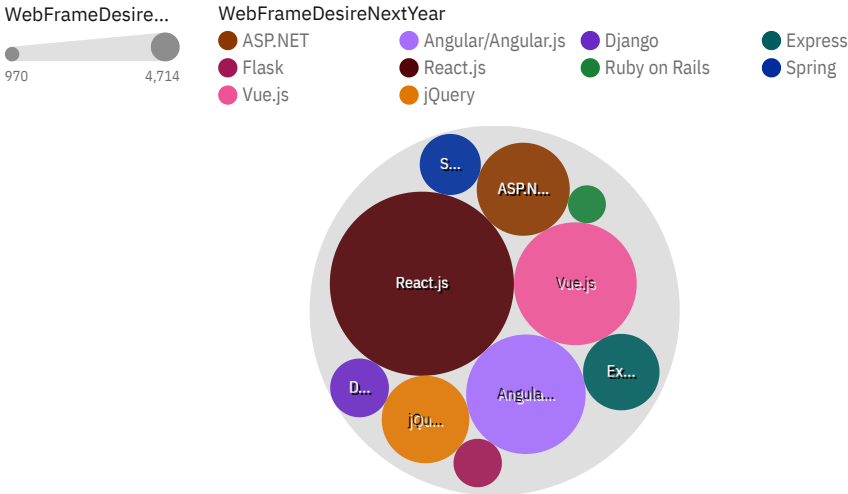 WebFrameDesire...
970 4,714
WebFrameDesireNextYear
ASP.NET Angular/Angular.js Django Express
Flask React.js Ruby on Rails Spring
Vue.js jQuery
S...
ASP.N...
React.js
Vue.js
Ex...
D...
Angula...
jQu...